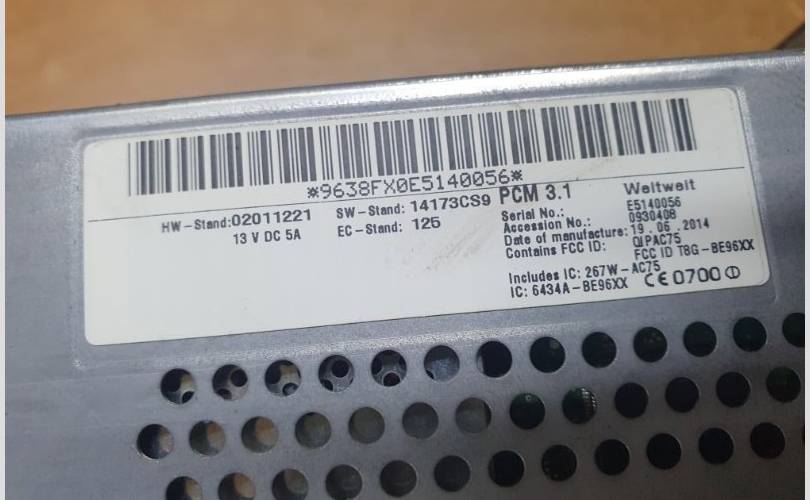 *9638FX0E5140056*
HW-Stand:02011221 SW-Stand: 14173CS9 PCM 3.1 Weltweit
13 V DC 5A EC-Stand: 125
Serial No.: E5140056
Accession No.: 0930408
Date of manufacture: 19.06.2014
Contains FCC ID: QIPAC75
FCC ID T8G-BE96XX
Includes IC: 267W-AC75
IC: 6434A-BE96XX CE0700